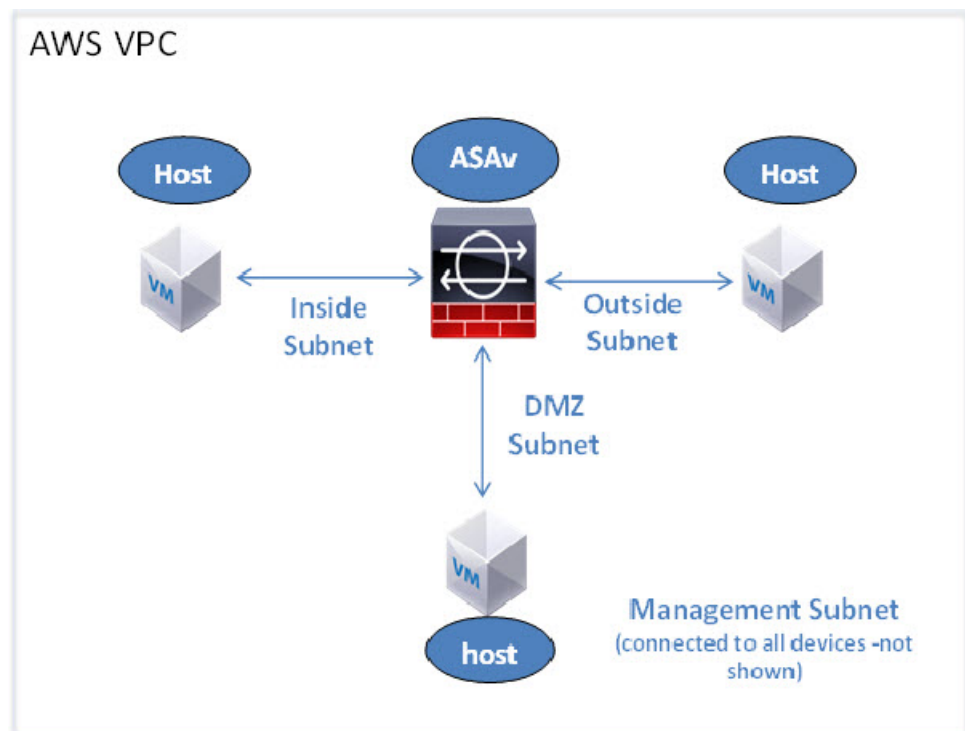 AWS VPC
Host
ASAv
Host
VM
VM
Inside
Subnet
Outside
Subnet
DMZ
Subnet
VM
host
Management Subnet
(connected to all devices -not
shown)